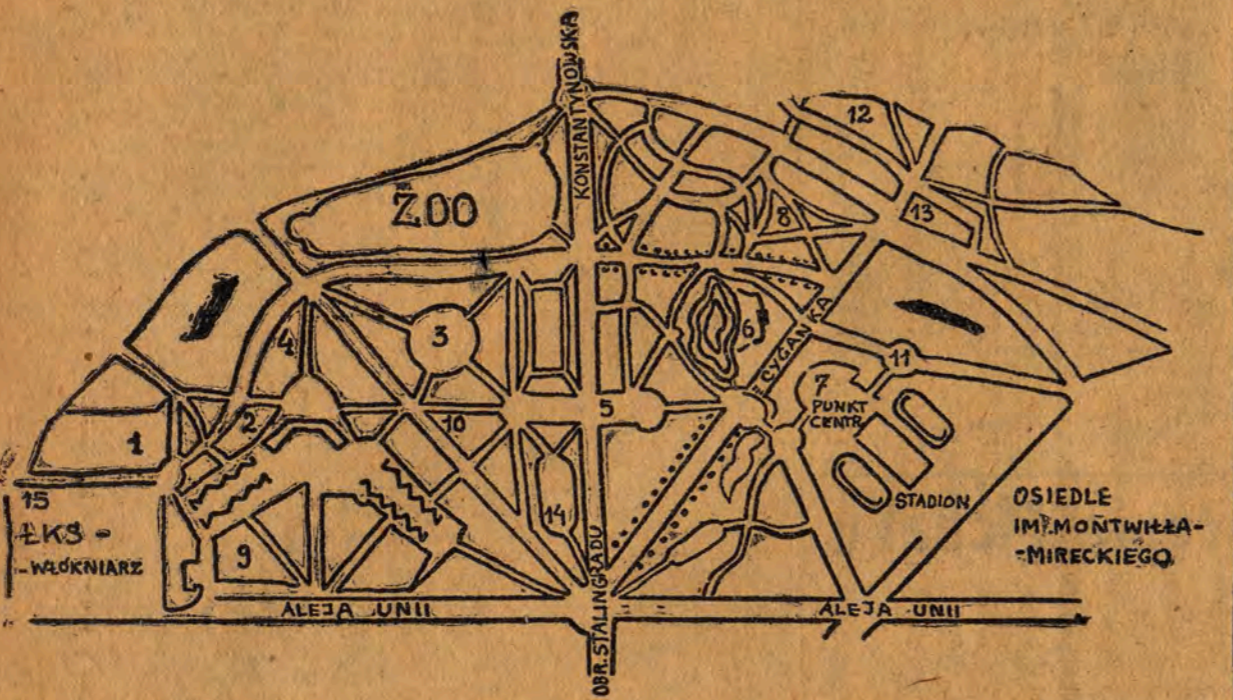 KONSTANTYNOWSKA
ZOO
12
8
13
3
4
6
CYGANKA
11
7
PUNKT
CENTR.
5
10
2
1
15
ŁKS -
- WŁÓKNIARZ
STADION
OSIEDLE
IM. MONTWIŁŁA-
-MIRECKIEGO
14
9
OBR. STALINGRADU
ALEJA UNII
ALEJA UNII